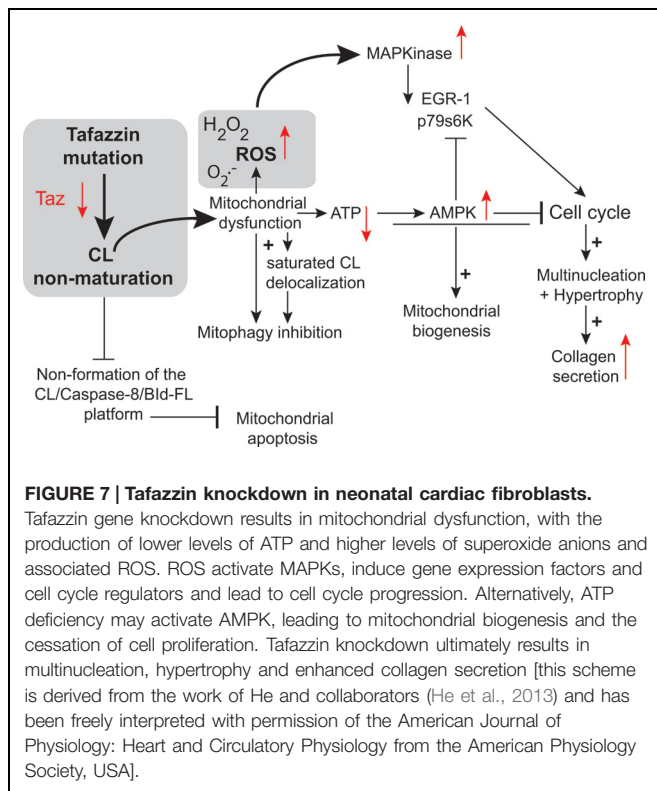 MAPKinase
EGR-1
p79s6K
H2O2
ROS
O2.-
Tafazzin
mutation
Taz
CL
non-maturation
Mitochondrial
dysfunction
ATP
AMPK
Cell cycle
+
saturated CL
delocalization
Mitophagy inhibition
+
Mitochondrial
biogenesis
+
Multinucleation
+ Hypertrophy
+
Collagen
secretion
Non-formation of the
CL/Caspase-8/BId-FL
platform
Mitochondrial
apoptosis
FIGURE 7 | Tafazzin knockdown in neonatal cardiac fibroblasts.
Tafazzin gene knockdown results in mitochondrial dysfunction, with the
production of lower levels of ATP and higher levels of superoxide anions and
associated ROS. ROS activate MAPKs, induce gene expression factors and
cell cycle regulators and lead to cell cycle progression. Alternatively, ATP
deficiency may activate AMPK, leading to mitochondrial biogenesis and the
cessation of cell proliferation. Tafazzin knockdown ultimately results in
multinucleation, hypertrophy and enhanced collagen secretion [this scheme
is derived from the work of He and collaborators (He et al., 2013) and has
been freely interpreted with permission of the American Journal of
Physiology: Heart and Circulatory Physiology from the American Physiology
Society, USA].